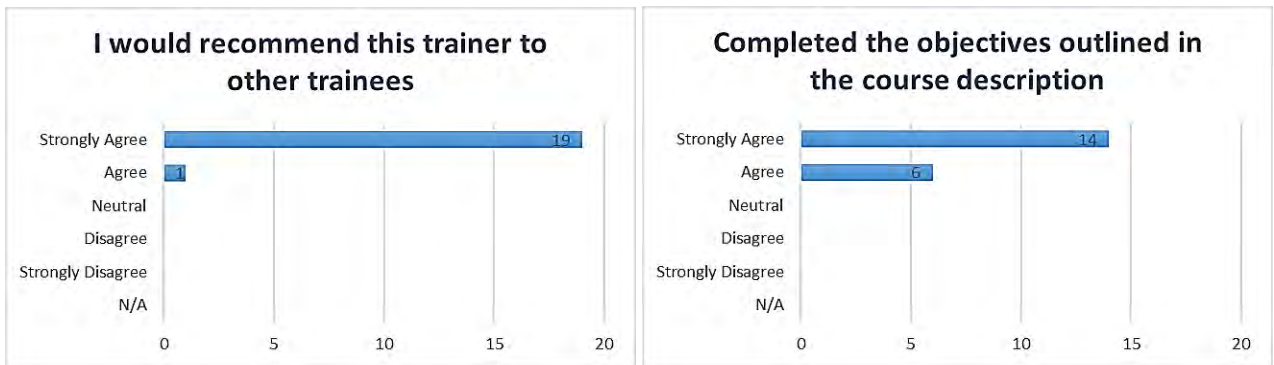 I would recommend this trainer to
other trainees
Strongly Agree
19
Agree
1
Neutral
Disagree
Strongly Disagree
N/A
0 5 10 15 20
Completed the objectives outlined in
the course description
Strongly Agree
14
Agree
6
Neutral
Disagree
Strongly Disagree
N/A
0 5 10 15 20